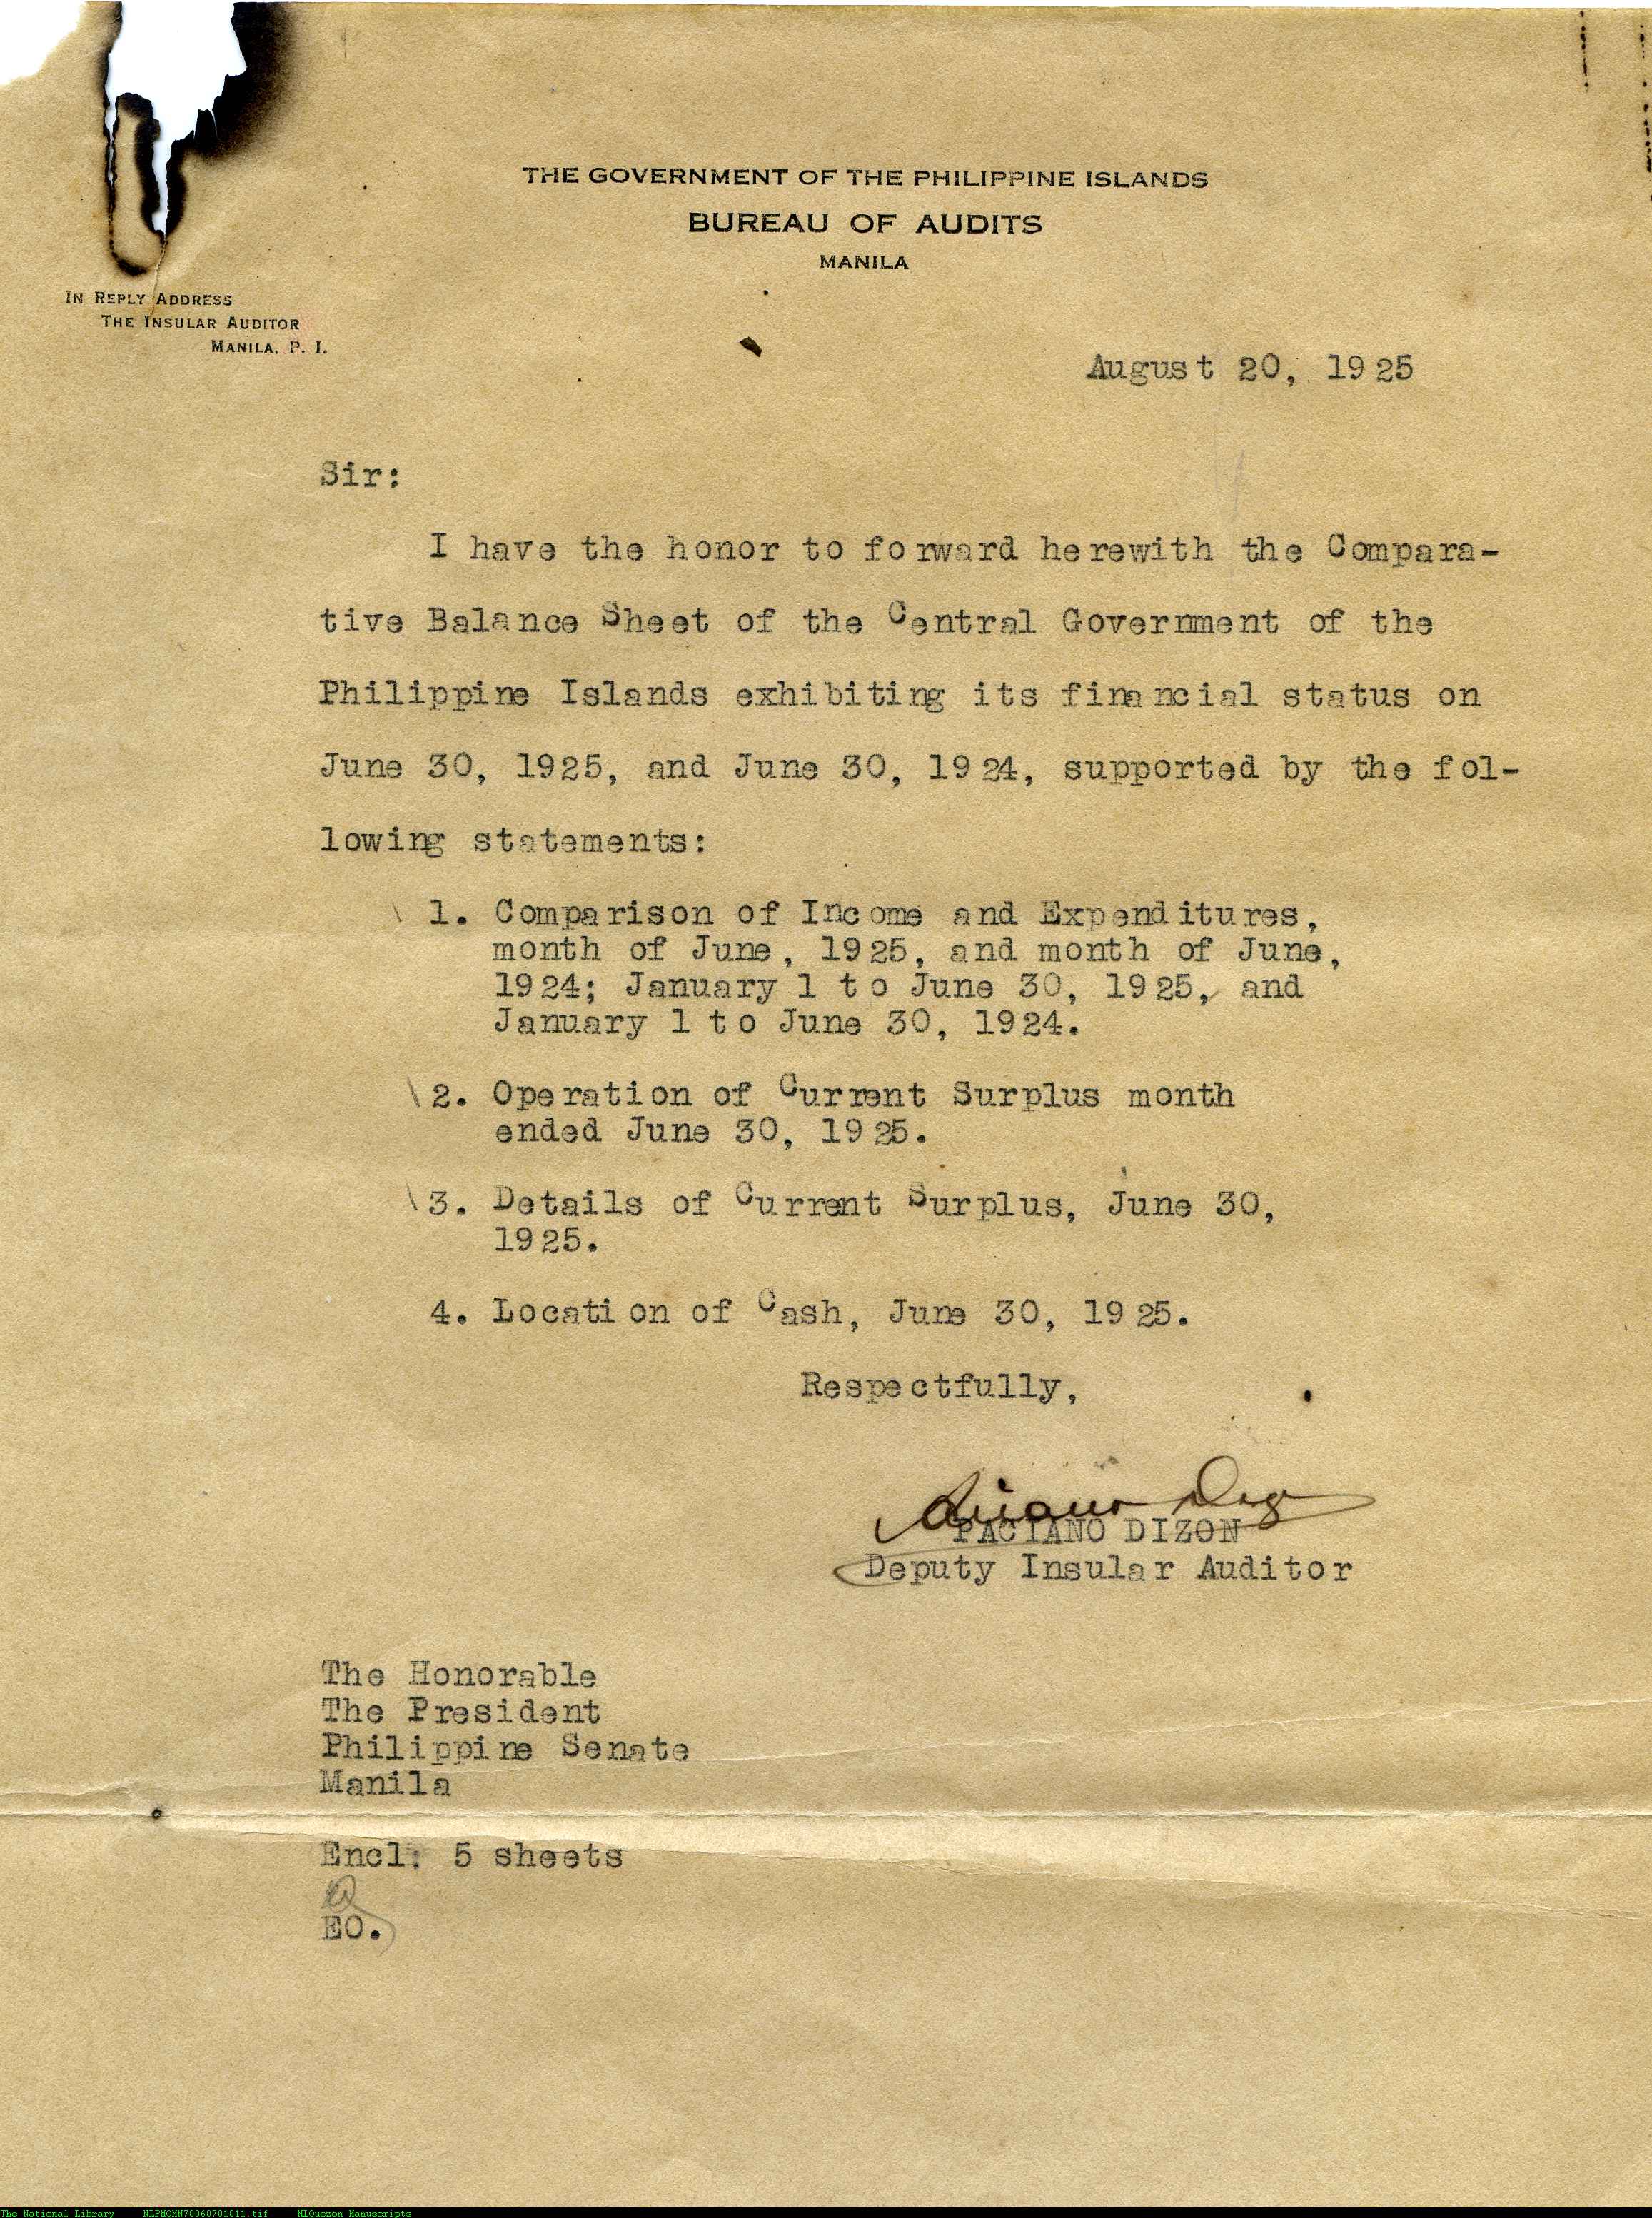 THE GOVERNMENT OF THE PHILIPPINE ISLANDS
BUREAU OF AUDITS
MANILA
IN REPLY ADDRESS
THE INSULAR AUDITOR
MANILA, P. I.
August 20, 1925
Sir:
I have the honor to forward herewith the Compara-
tive Balance Sheet of the Central Government of the
Philippine Islands exhibiting its financial status on
June 30, 1925, and June 30, 1924, supported by the fol-
lowing statements:
1. Comparison of Income and Expenditures,
month of June, 1925, and month of June,
1924; January 1 to June 30, 1925, and
January 1 to June 30, 1924.
2. Operation of Current Surplus month
ended June 30, 1925.
3. Details of Current Surplus, June 30,
1925.
4. Location of Cash, June 30, 1925.
Respectfully,
PACIANO DIZON
Deputy Insular Auditor
The Honorable
The President
Philippine Senate
Manila
Encl: 5 sheets
EO.
The National Library NLPMQMN70060701011.tif MLQuezon Manuscripts